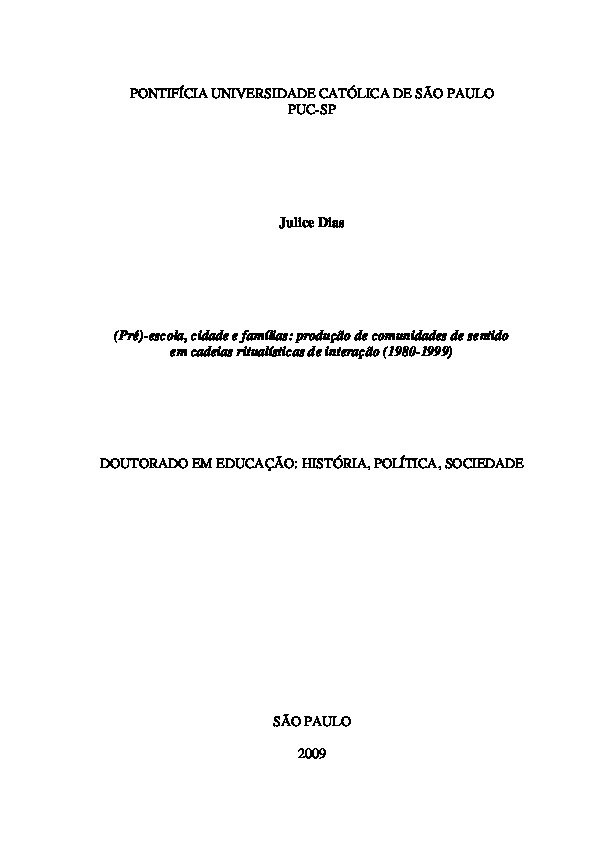 PONTIFÍCIA UNIVERSIDADE CATÓLICA DE SÃO PAULO
PUC-SP
Julice Dias
(Pré)-escola, cidade e famílias: produção de comunidades de sentido
em cadeias ritualísticas de interação (1980-1999)
DOUTORADO EM EDUCAÇÃO: HISTÓRIA, POLÍTICA, SOCIEDADE
SÃO PAULO
2009